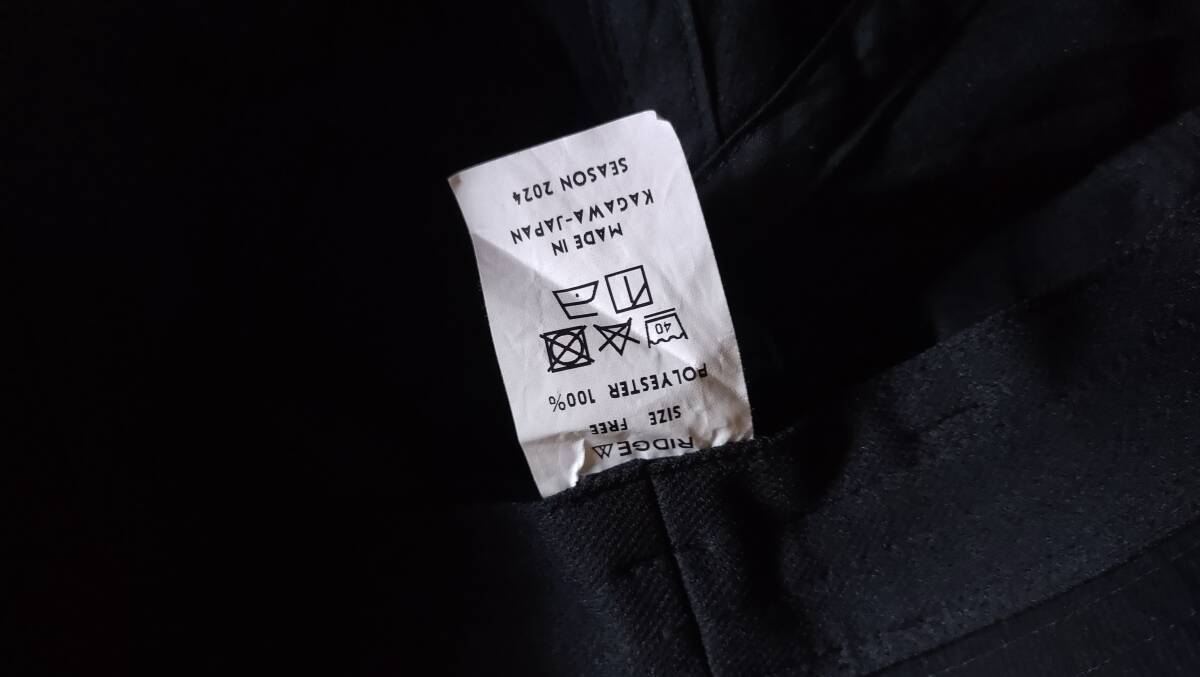 RIDGE
SIZE FREE
POLYESTER 100%
40
MADE IN
KAGAWA-JAPAN
SEASON 2024